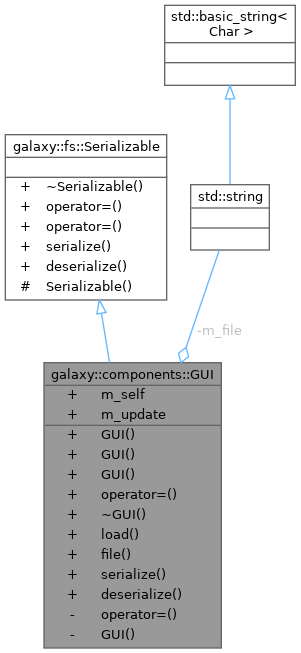 std::basic_string<
Char >
galaxy::fs::Serializable
+ ~Serializable()
+ operator=()
+ operator=()
+ serialize()
+ deserialize()
# Serializable()
std::string
-m_file
galaxy::components::GUI
+ m_self
+ m_update
+ GUI()
+ GUI()
+ GUI()
+ operator=()
+ ~GUI()
+ load()
+ file()
+ serialize()
+ deserialize()
- operator=()
- GUI()